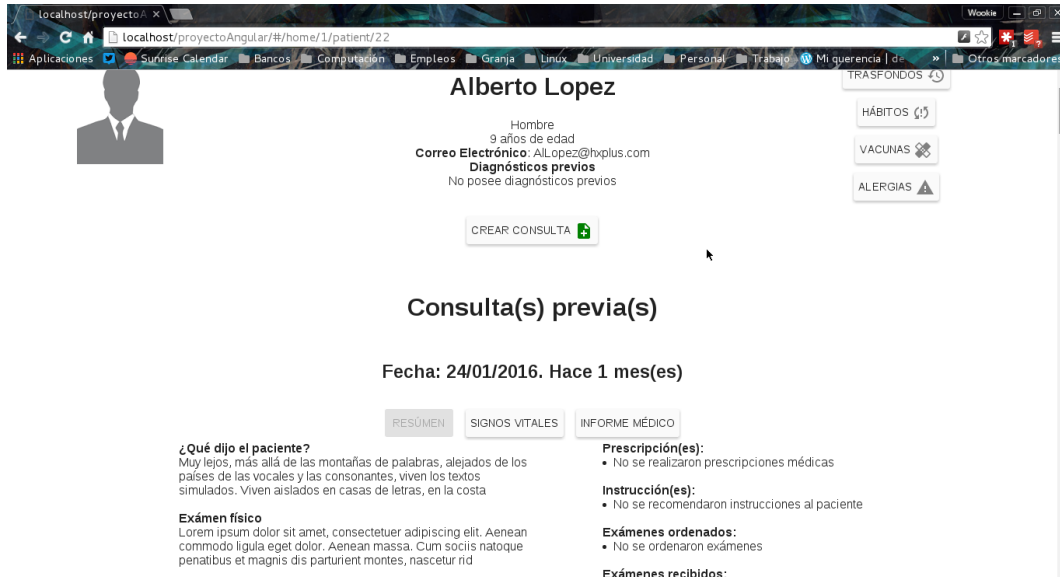 localhost/proyectoA
Wookie
localhost/proyectoAngular/#/home/1/patient/22
Aplicaciones
Sunrise Calendar
Bancos
Computación
Empleos
Granja
Linux
Universidad
Personal
Trabajo
Mi querencia | de
»
Otros marcadores
Alberto Lopez
Hombre
9 años de edad
Correo Electrónico: AlLopez@hxplus.com
Diagnósticos previos
No posee diagnósticos previos
TRASFONDOS
HÁBITOS
VACUNAS
ALERGIAS
CREAR CONSULTA
Consulta(s) previa(s)
Fecha: 24/01/2016. Hace 1 mes(es)
RESÚMEN
SIGNOS VITALES
INFORME MÉDICO
¿Qué dijo el paciente?
Muy lejos, más allá de las montañas de palabras, alejados de los
países de las vocales y las consonantes, viven los textos
simulados. Viven aislados en casas de letras, en la costa
Exámen físico
Lorem ipsum dolor sit amet, consectetuer adipiscing elit. Aenean
commodo ligula eget dolor. Aenean massa. Cum sociis natoque
penatibus et magnis dis parturient montes, nascetur rid
Prescripción(es):
• No se realizaron prescripciones médicas
Instrucción(es):
• No se recomendaron instrucciones al paciente
Exámenes ordenados:
• No se ordenaron exámenes
Exámenes recibidos: